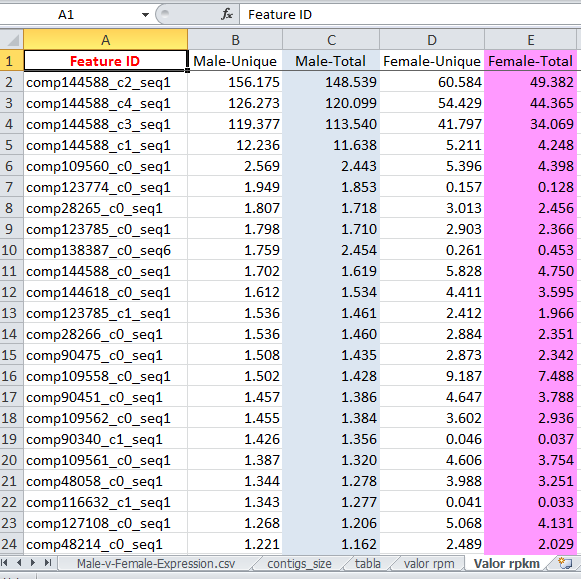 A1 fx Feature ID
A B C D E
1 Feature ID Male-Unique Male-Total Female-Unique Female-Total
2 comp144588_c2_seq1 156.175 148.539 60.584 49.382
3 comp144588_c4_seq1 126.273 120.099 54.429 44.365
4 comp144588_c3_seq1 119.377 113.540 41.797 34.069
5 comp144588_c1_seq1 12.236 11.638 5.211 4.248
6 comp109560_c0_seq1 2.569 2.443 5.396 4.398
7 comp123774_c0_seq1 1.949 1.853 0.157 0.128
8 comp28265_c0_seq1 1.807 1.718 3.013 2.456
9 comp123785_c0_seq1 1.798 1.710 2.903 2.366
10 comp138387_c0_seq6 1.759 2.454 0.261 0.453
11 comp144588_c0_seq1 1.702 1.619 5.828 4.750
12 comp144618_c0_seq1 1.612 1.534 4.411 3.595
13 comp123785_c1_seq1 1.536 1.461 2.412 1.966
14 comp28266_c0_seq1 1.536 1.460 2.884 2.351
15 comp90475_c0_seq1 1.508 1.435 2.873 2.342
16 comp109558_c0_seq1 1.502 1.428 9.187 7.488
17 comp90451_c0_seq1 1.457 1.386 4.647 3.788
18 comp109562_c0_seq1 1.455 1.384 3.602 2.936
19 comp90340_c1_seq1 1.426 1.356 0.046 0.037
20 comp109561_c0_seq1 1.387 1.320 4.606 3.754
21 comp48058_c0_seq1 1.344 1.278 3.988 3.251
22 comp116632_c1_seq1 1.343 1.277 0.041 0.033
23 comp127108_c0_seq1 1.268 1.206 5.068 4.131
24 comp48214_c0_seq1 1.221 1.162 2.489 2.029
Male-v-Female-Expression.csv contigs_size tabla valor rpm Valor rpkm